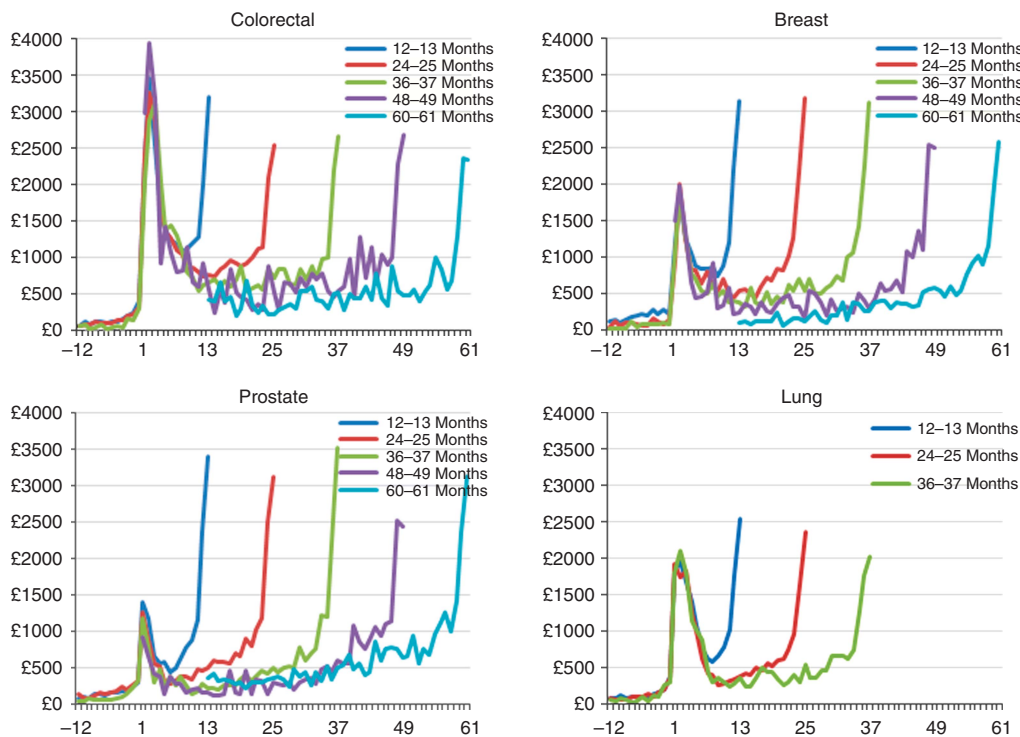 Colorectal
£4000
£3500
£3000
£2500
£2000
£1500
£1000
£500
£0
12–13 Months
24–25 Months
36–37 Months
48–49 Months
60–61 Months
–12 1 13 25 37 49 61
Breast
£4000
£3500
£3000
£2500
£2000
£1500
£1000
£500
£0
12–13 Months
24–25 Months
36–37 Months
48–49 Months
60–61 Months
–12 1 13 25 37 49 61
Prostate
£4000
£3500
£3000
£2500
£2000
£1500
£1000
£500
£0
12–13 Months
24–25 Months
36–37 Months
48–49 Months
60–61 Months
–12 1 13 25 37 49 61
Lung
£4000
£3500
£3000
£2500
£2000
£1500
£1000
£500
£0
12–13 Months
24–25 Months
36–37 Months
–12 1 13 25 37 49 61